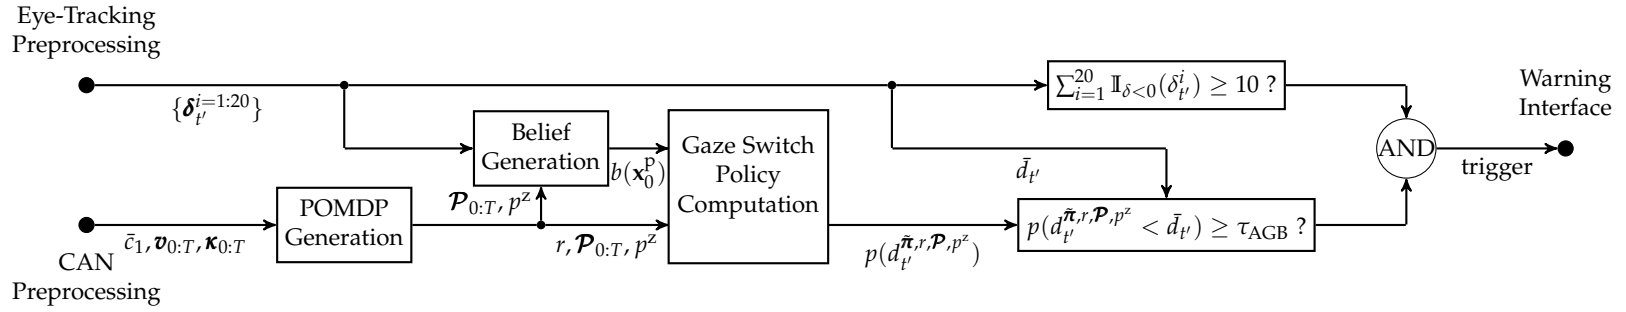 Eye-Tracking
Preprocessing
{𝜹_{t′}^{i=1:20}}
∑_{i=1}^{20} 𝕀_{δ<0}(δ_{t′}^{i}) ≥ 10 ?
Warning
Interface
Belief
Generation
b(𝐱_0^p)
Gaze Switch
Policy
Computation
d̄_{t′}
AND
trigger
𝓟_{0:T}, p^z
POMDP
Generation
c̄_1, 𝒗_{0:T}, 𝜿_{0:T}
r, 𝓟_{0:T}, p^z
p(d_{t′}^{𝝅̃,r,𝓟,p^z})
p(d_{t′}^{𝝅̃,r,𝓟,p^z} < d̄_{t′}) ≥ τ_{AGB} ?
CAN
Preprocessing